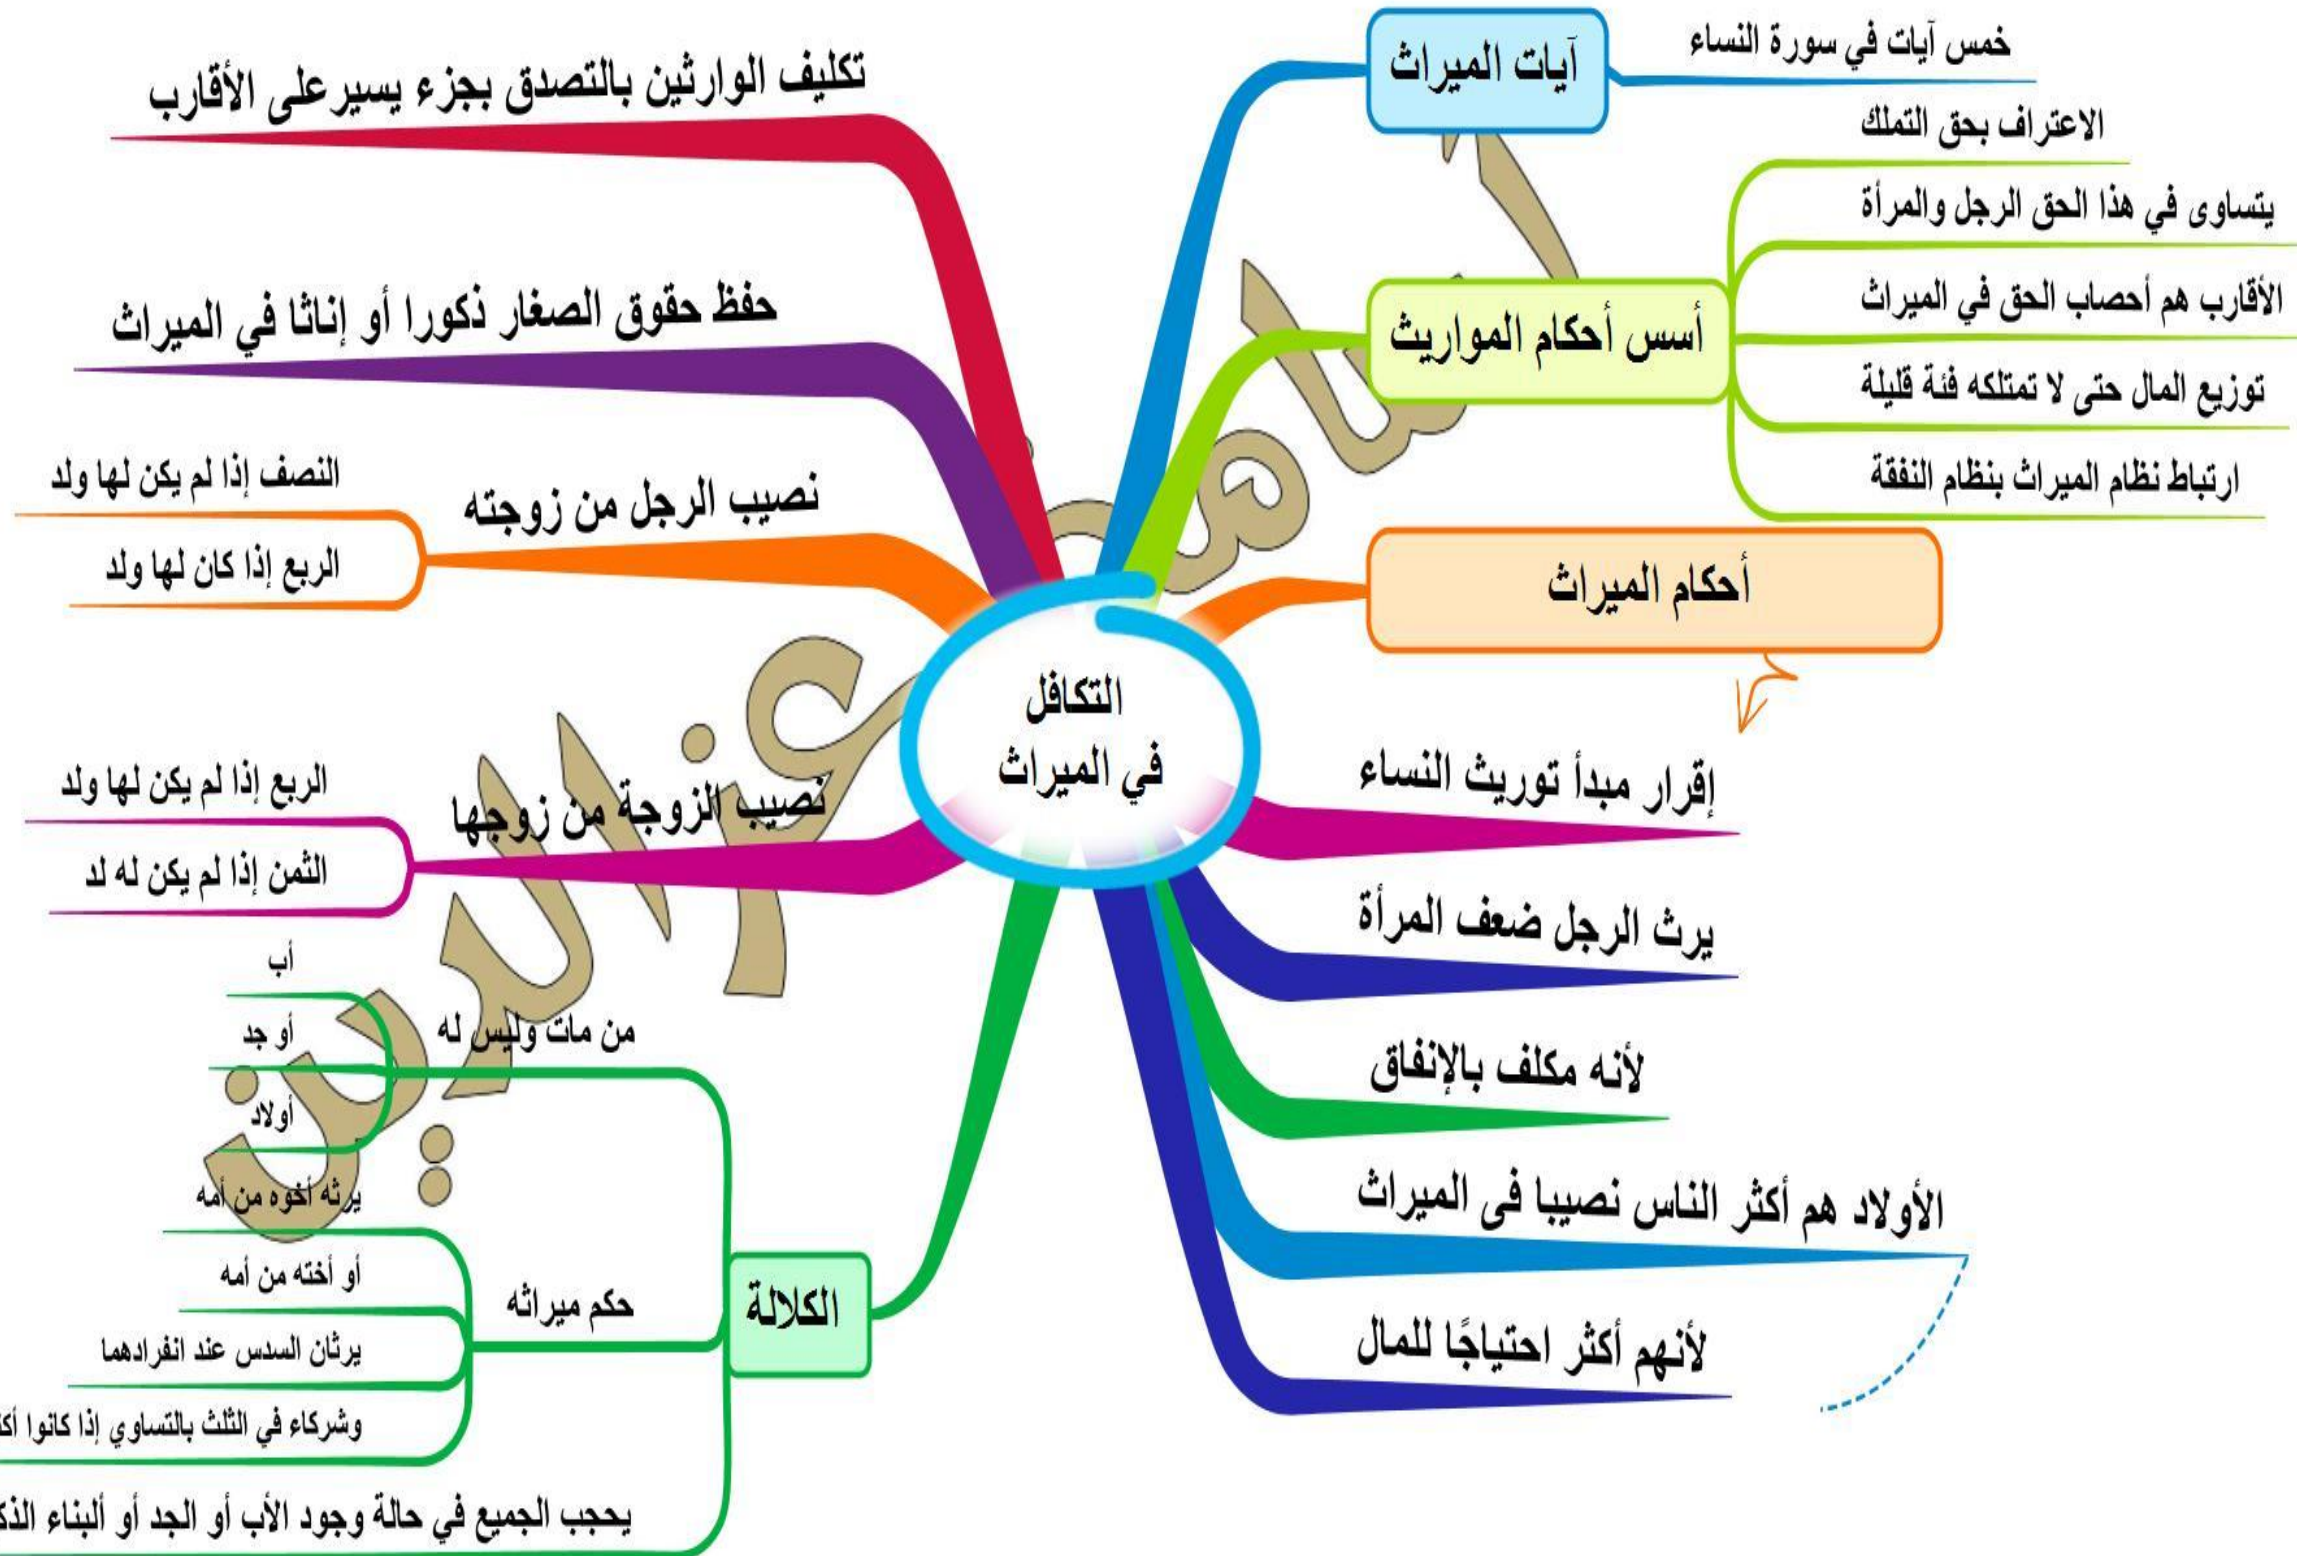 التكافل
في الميراث
آيات الميراث
خمس آيات في سورة النساء
أسس أحكام المواريث
الاعتراف بحق التملك
يتساوى في هذا الحق الرجل والمرأة
الأقارب هم أحصاب الحق في الميراث
توزيع المال حتى لا تمتلكه فئة قليلة
ارتباط نظام الميراث بنظام النفقة
أحكام الميراث
إقرار مبدأ توريث النساء
يرث الرجل ضعف المرأة
لأنه مكلف بالإنفاق
الأولاد هم أكثر الناس نصيبا فى الميراث
لأنهم أكثر احتياجًا للمال
تكليف الوارثين بالتصدق بجزء يسيرعلى الأقارب
حفظ حقوق الصغار ذكورا أو إناثا في الميراث
نصيب الرجل من زوجته
النصف إذا لم يكن لها ولد
الربع إذا كان لها ولد
نصيب الزوجة من زوجها
الربع إذا لم يكن لها ولد
الثمن إذا لم يكن له لد
الكلالة
من مات وليس له
أب
أو جد
أولاد
حكم ميراثه
يرثه أخوه من أمه
أو أخته من أمه
يرثان السدس عند انفرادهما
وشركاء في الثلث بالتساوي إذا كانوا
يحجب الجميع في حالة وجود الأب أو الجد أو ألبناء
عز الدين